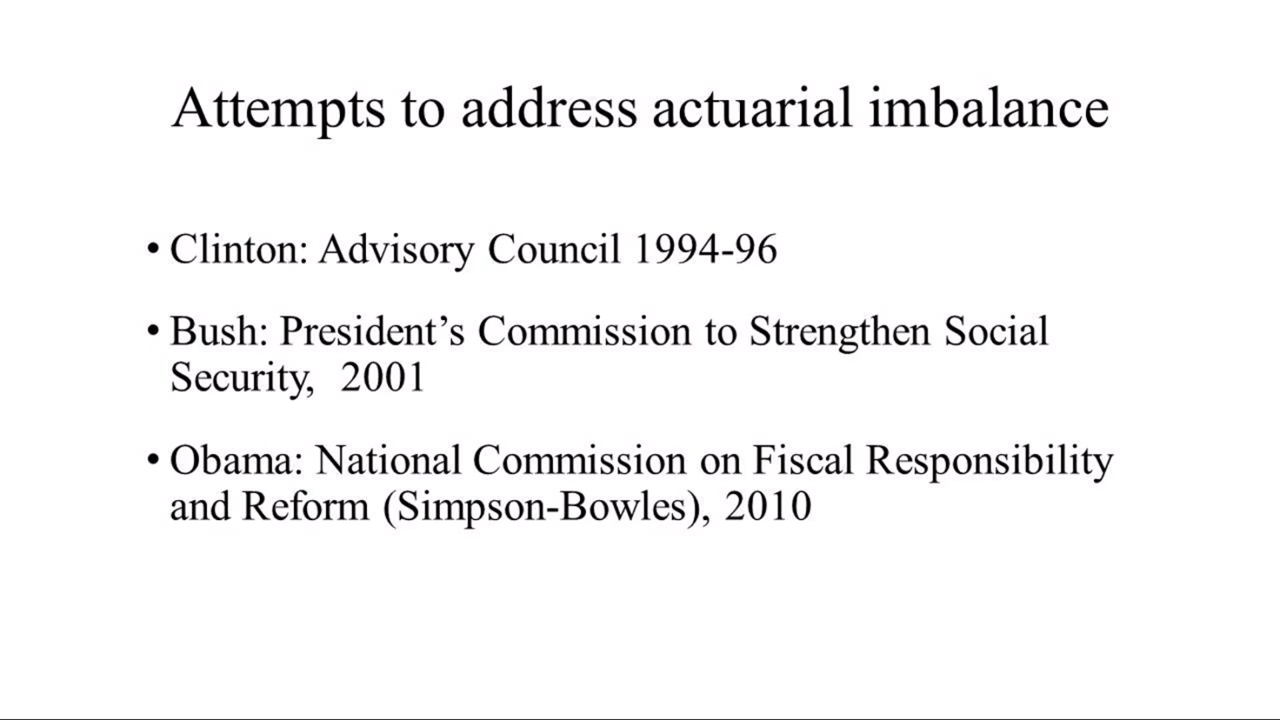 Attempts to address actuarial imbalance
• Clinton: Advisory Council 1994-96
• Bush: President’s Commission to Strengthen Social
Security,  2001
• Obama: National Commission on Fiscal Responsibility
and Reform (Simpson-Bowles), 2010